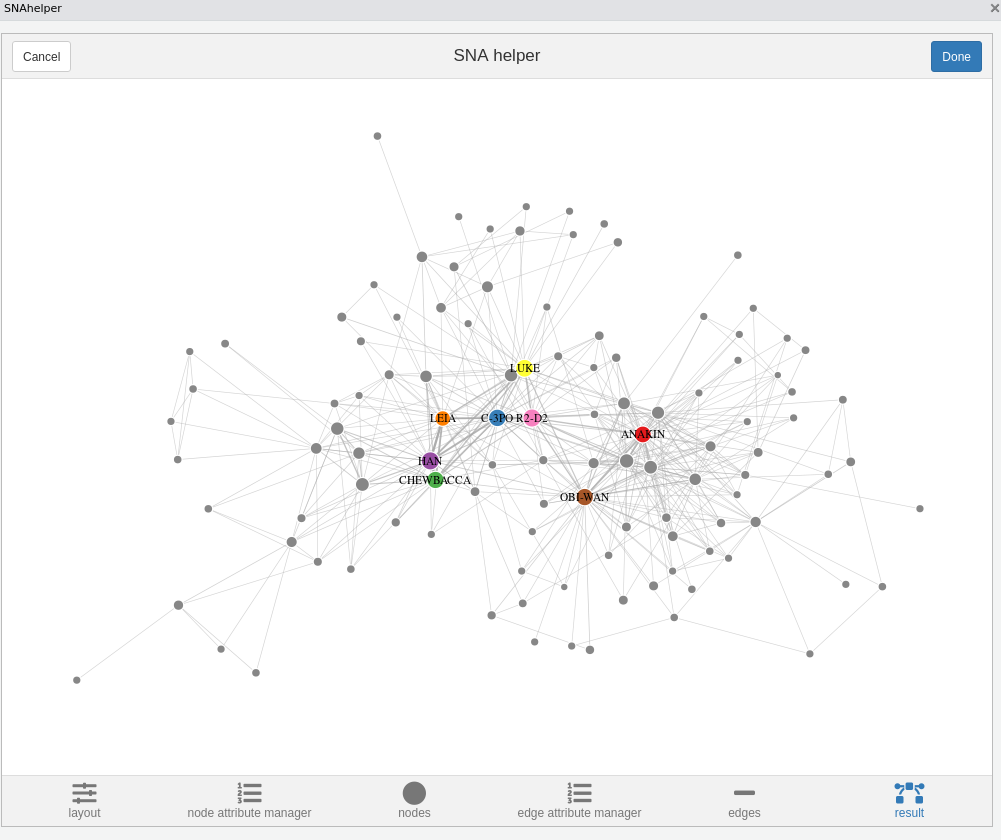 SNAhelper
Cancel
SNA helper
Done
LUKE
LEIA
C-3PO R2-D2
ANAKIN
HAN
CHEWBACCA
OBI-WAN
layout
node attribute manager
nodes
edge attribute manager
edges
result